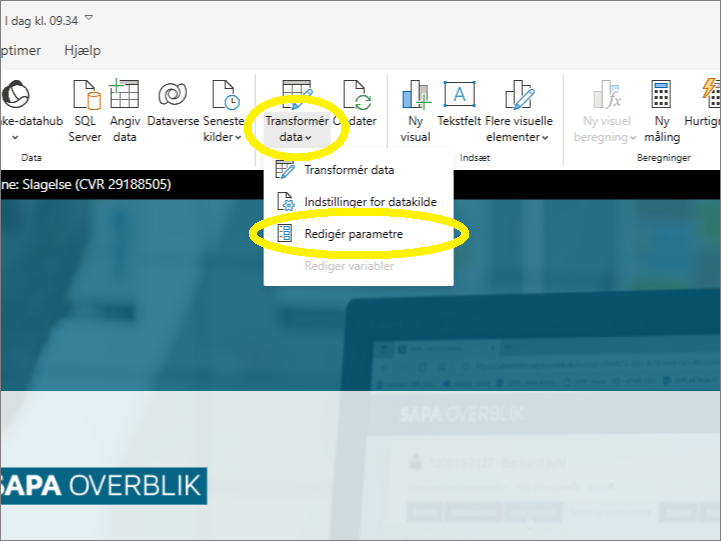 I dag kl. 09.34
ptimer Hjælp
ke-datahub
SQL
Server
Angiv
data
Dataverse
Seneste
kilder
Transformér
data
Opdater
Ny
visual
Tekstfelt
Flere visuelle
elementer
Ny visuel
beregning
Ny
måling
Hurtig
Data
Indsæt
Beregninger
Transformér data
Indstillinger for datakilde
Redigér parametre
Rediger variabler
ne: Slagelse (CVR 29188505)
SAPA OVERBLIK
SAPA OVERBLIK